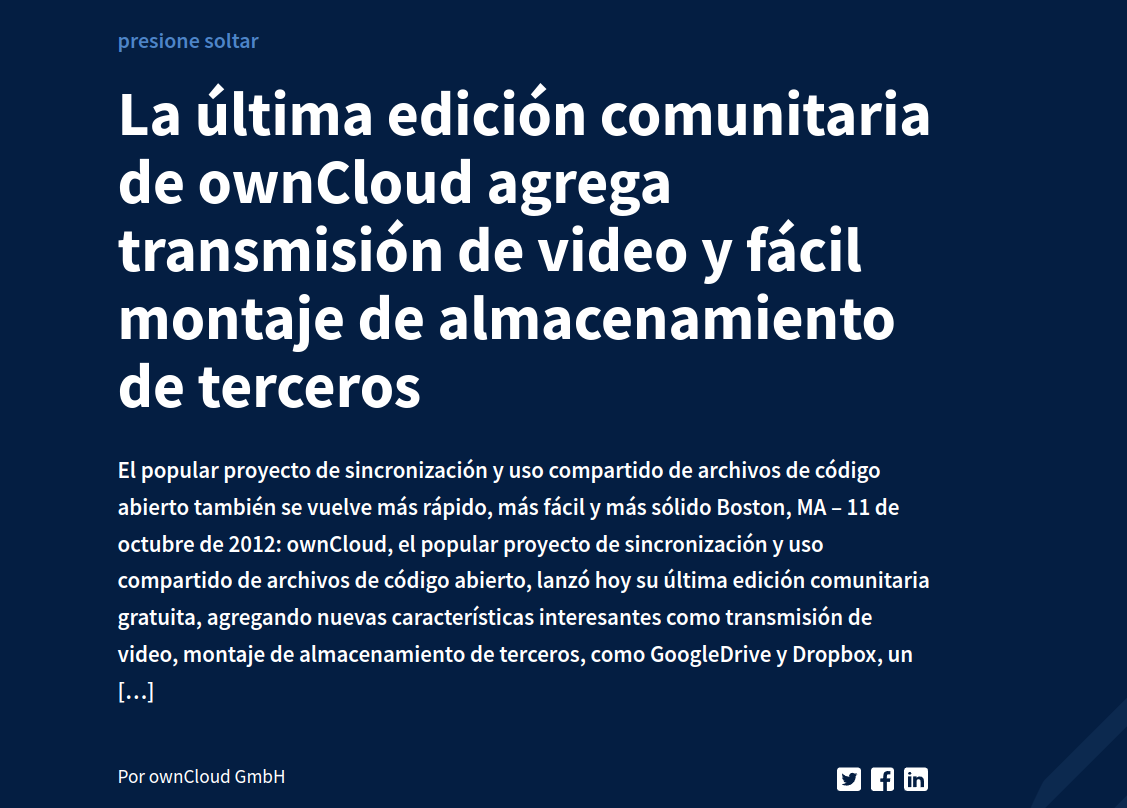 presione soltar
La última edición comunitaria
de ownCloud agrega
transmisión de video y fácil
montaje de almacenamiento
de terceros
El popular proyecto de sincronización y uso compartido de archivos de código
abierto también se vuelve más rápido, más fácil y más sólido Boston, MA – 11 de
octubre de 2012: ownCloud, el popular proyecto de sincronización y uso
compartido de archivos de código abierto, lanzó hoy su última edición comunitaria
gratuita, agregando nuevas características interesantes como transmisión de
video, montaje de almacenamiento de terceros, como GoogleDrive y Dropbox, un
[…]
Por ownCloud GmbH